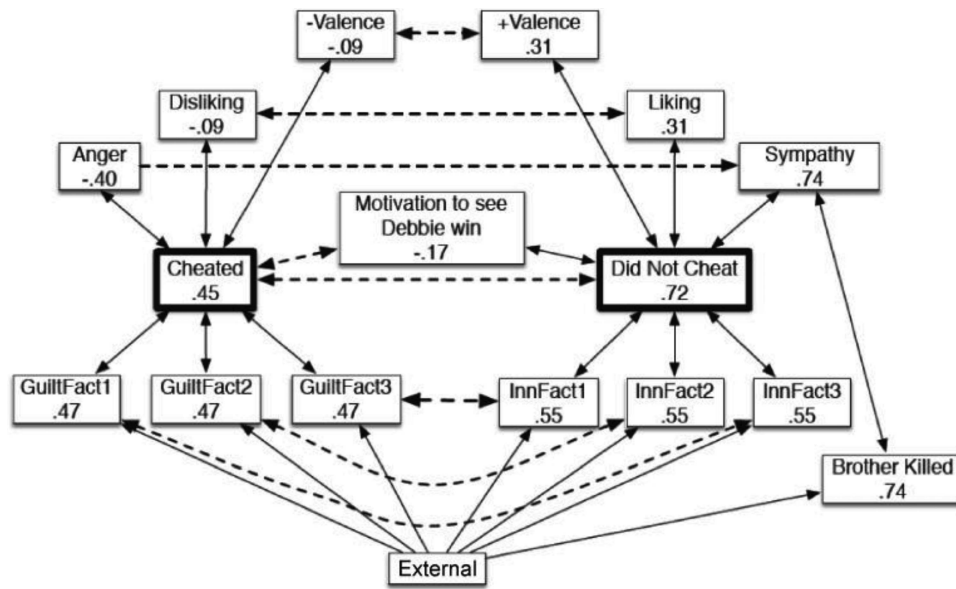 -Valence
-.09
+Valence
.31
Disliking
-.09
Liking
.31
Anger
-.40
Sympathy
.74
Motivation to see
Debbie win
-.17
Cheated
.45
Did Not Cheat
.72
GuiltFact1
.47
GuiltFact2
.47
GuiltFact3
.47
InnFact1
.55
InnFact2
.55
InnFact3
.55
Brother Killed
.74
External